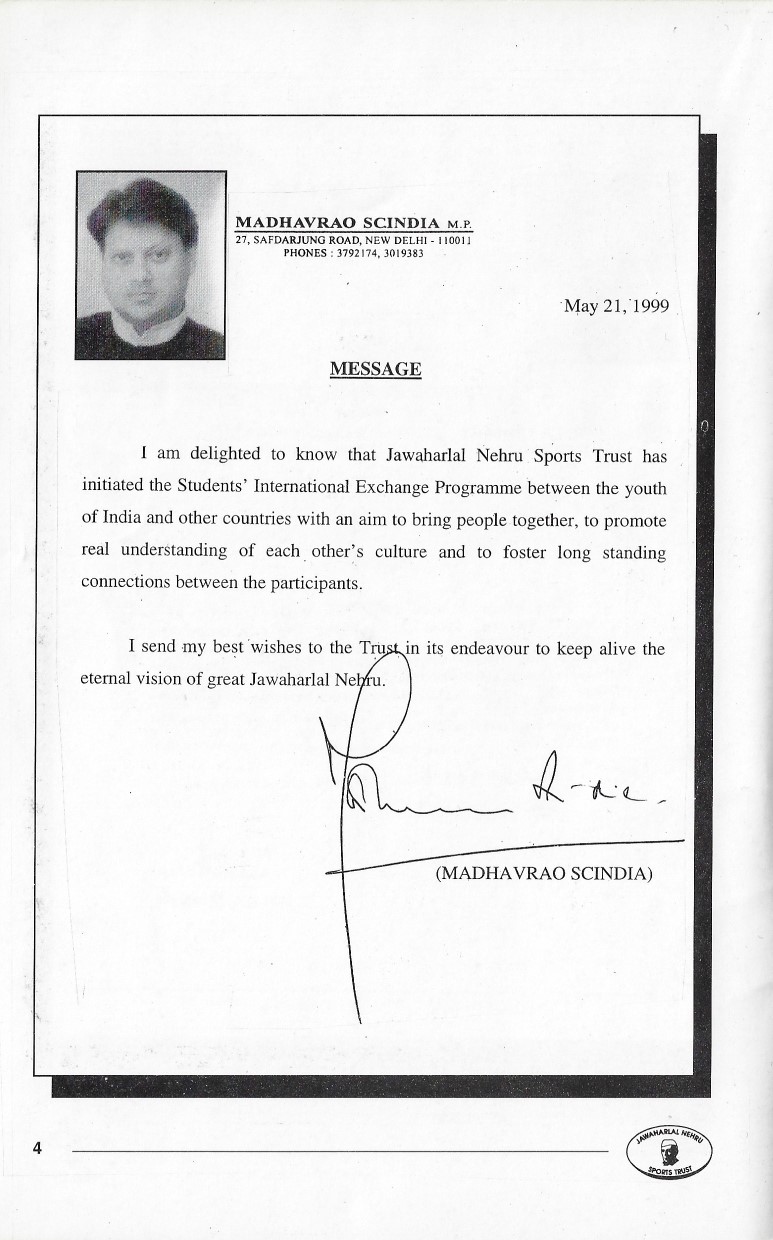 MADHAVRAO SCINDIA M.P.
27, SAFDARJUNG ROAD, NEW DELHI - 110011
PHONES : 3792174, 3019383
May 21, 1999
MESSAGE
I am delighted to know that Jawaharlal Nehru Sports Trust has
initiated the Students' International Exchange Programme between the youth
of India and other countries with an aim to bring people together, to promote
real understanding of each other's culture and to foster long standing
connections between the participants.
I send my best wishes to the Trust in its endeavour to keep alive the
eternal vision of great Jawaharlal Nehru.
(MADHAVRAO SCINDIA)
4
JAWAHARLAL NEHRU
SPORTS TRUST